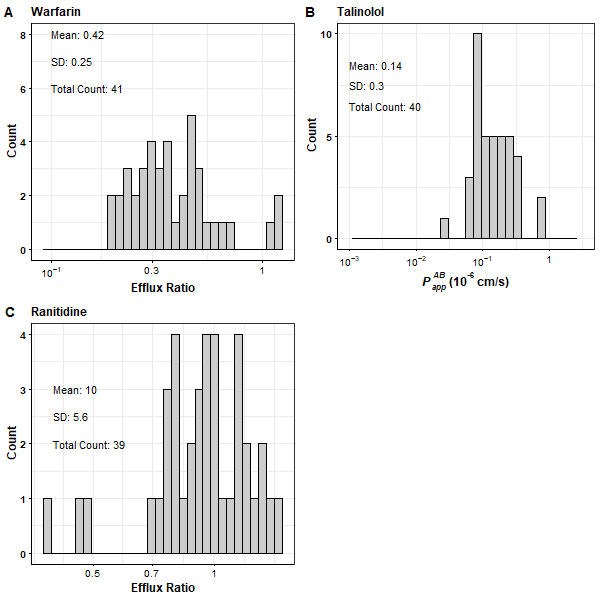 A Warfarin
8
6
4
2
0
Count
Mean: 0.42
SD: 0.25
Total Count: 41
10⁻¹ 0.3 1
Efflux Ratio
B Talinolol
10
5
0
Count
Mean: 0.14
SD: 0.3
Total Count: 40
10⁻³ 10⁻² 10⁻¹ 1
P_app^AB (10⁻⁶ cm/s)
C Ranitidine
4
3
2
1
0
Count
Mean: 10
SD: 5.6
Total Count: 39
0.5 0.7 1
Efflux Ratio